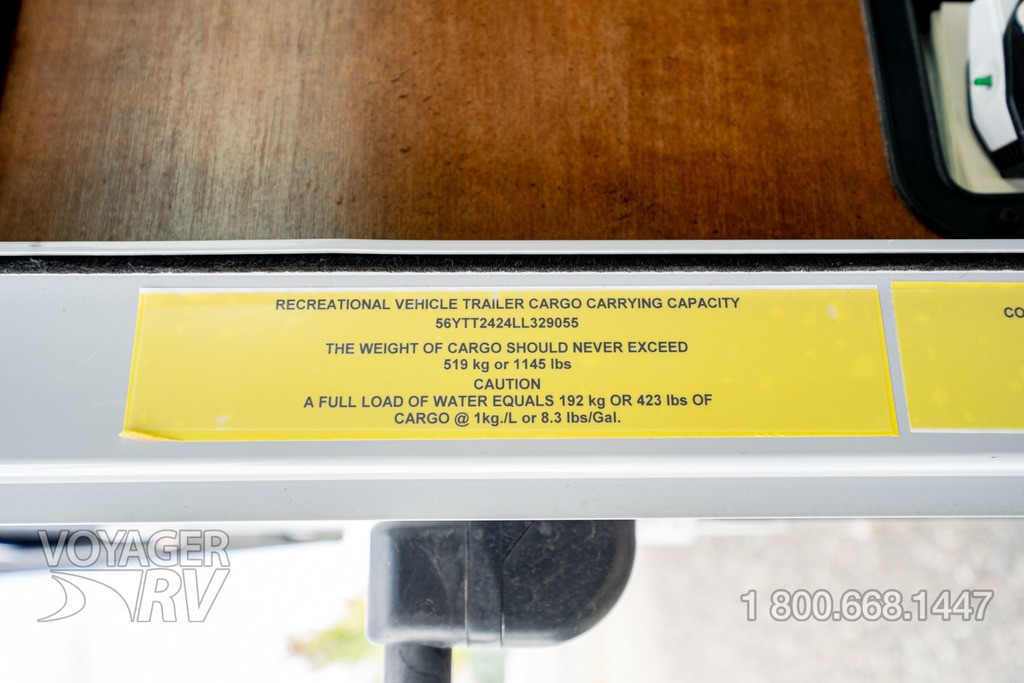 RECREATIONAL VEHICLE TRAILER CARGO CARRYING CAPACITY
56YTT2424LL329055
THE WEIGHT OF CARGO SHOULD NEVER EXCEED
519 kg or 1145 lbs
CAUTION
A FULL LOAD OF WATER EQUALS 192 kg OR 423 lbs OF
CARGO @ 1kg./L or 8.3 lbs/Gal.
CO
VOYAGER
RV
1 800.668.1447